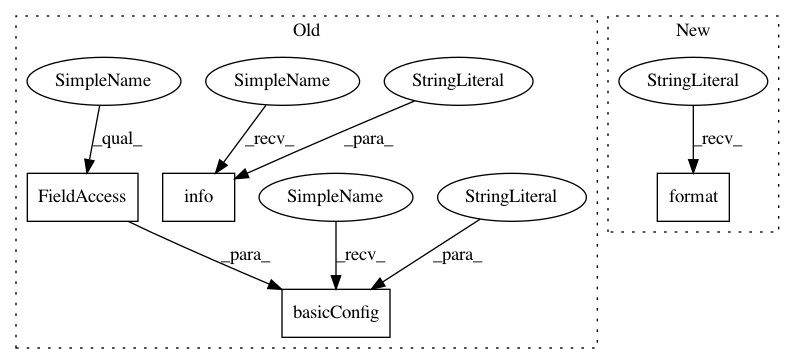 Old
New
SimpleName
SimpleName
StringLiteral
StringLiteral
_qual_
_recv_
_para_
_recv_
FieldAccess
info
SimpleName
StringLiteral
format
_para_
_recv_
_para_
basicConfig